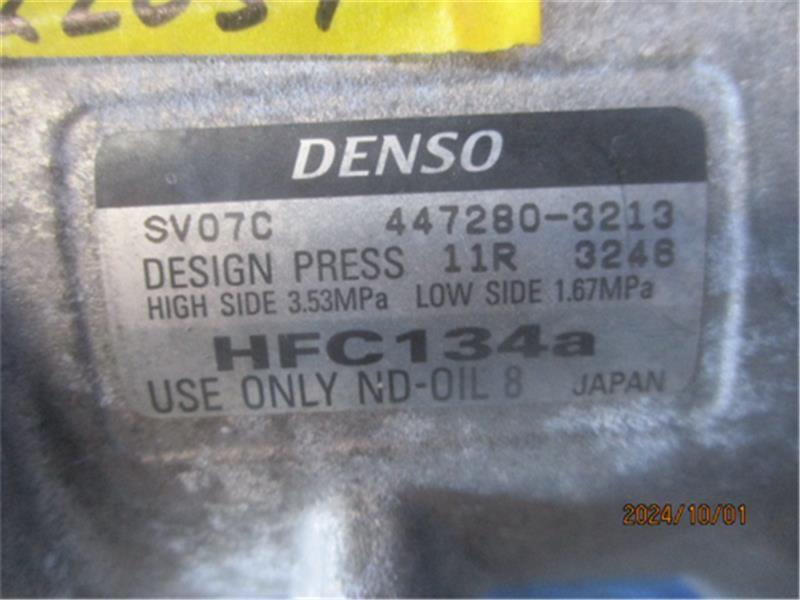 DENSO
SV07C 447280-3213
DESIGN PRESS 11R 3246
HIGH SIDE 3.53MPa LOW SIDE 1.67MPa
HFC134a
USE ONLY ND-OIL 8 JAPAN
2024/10/01